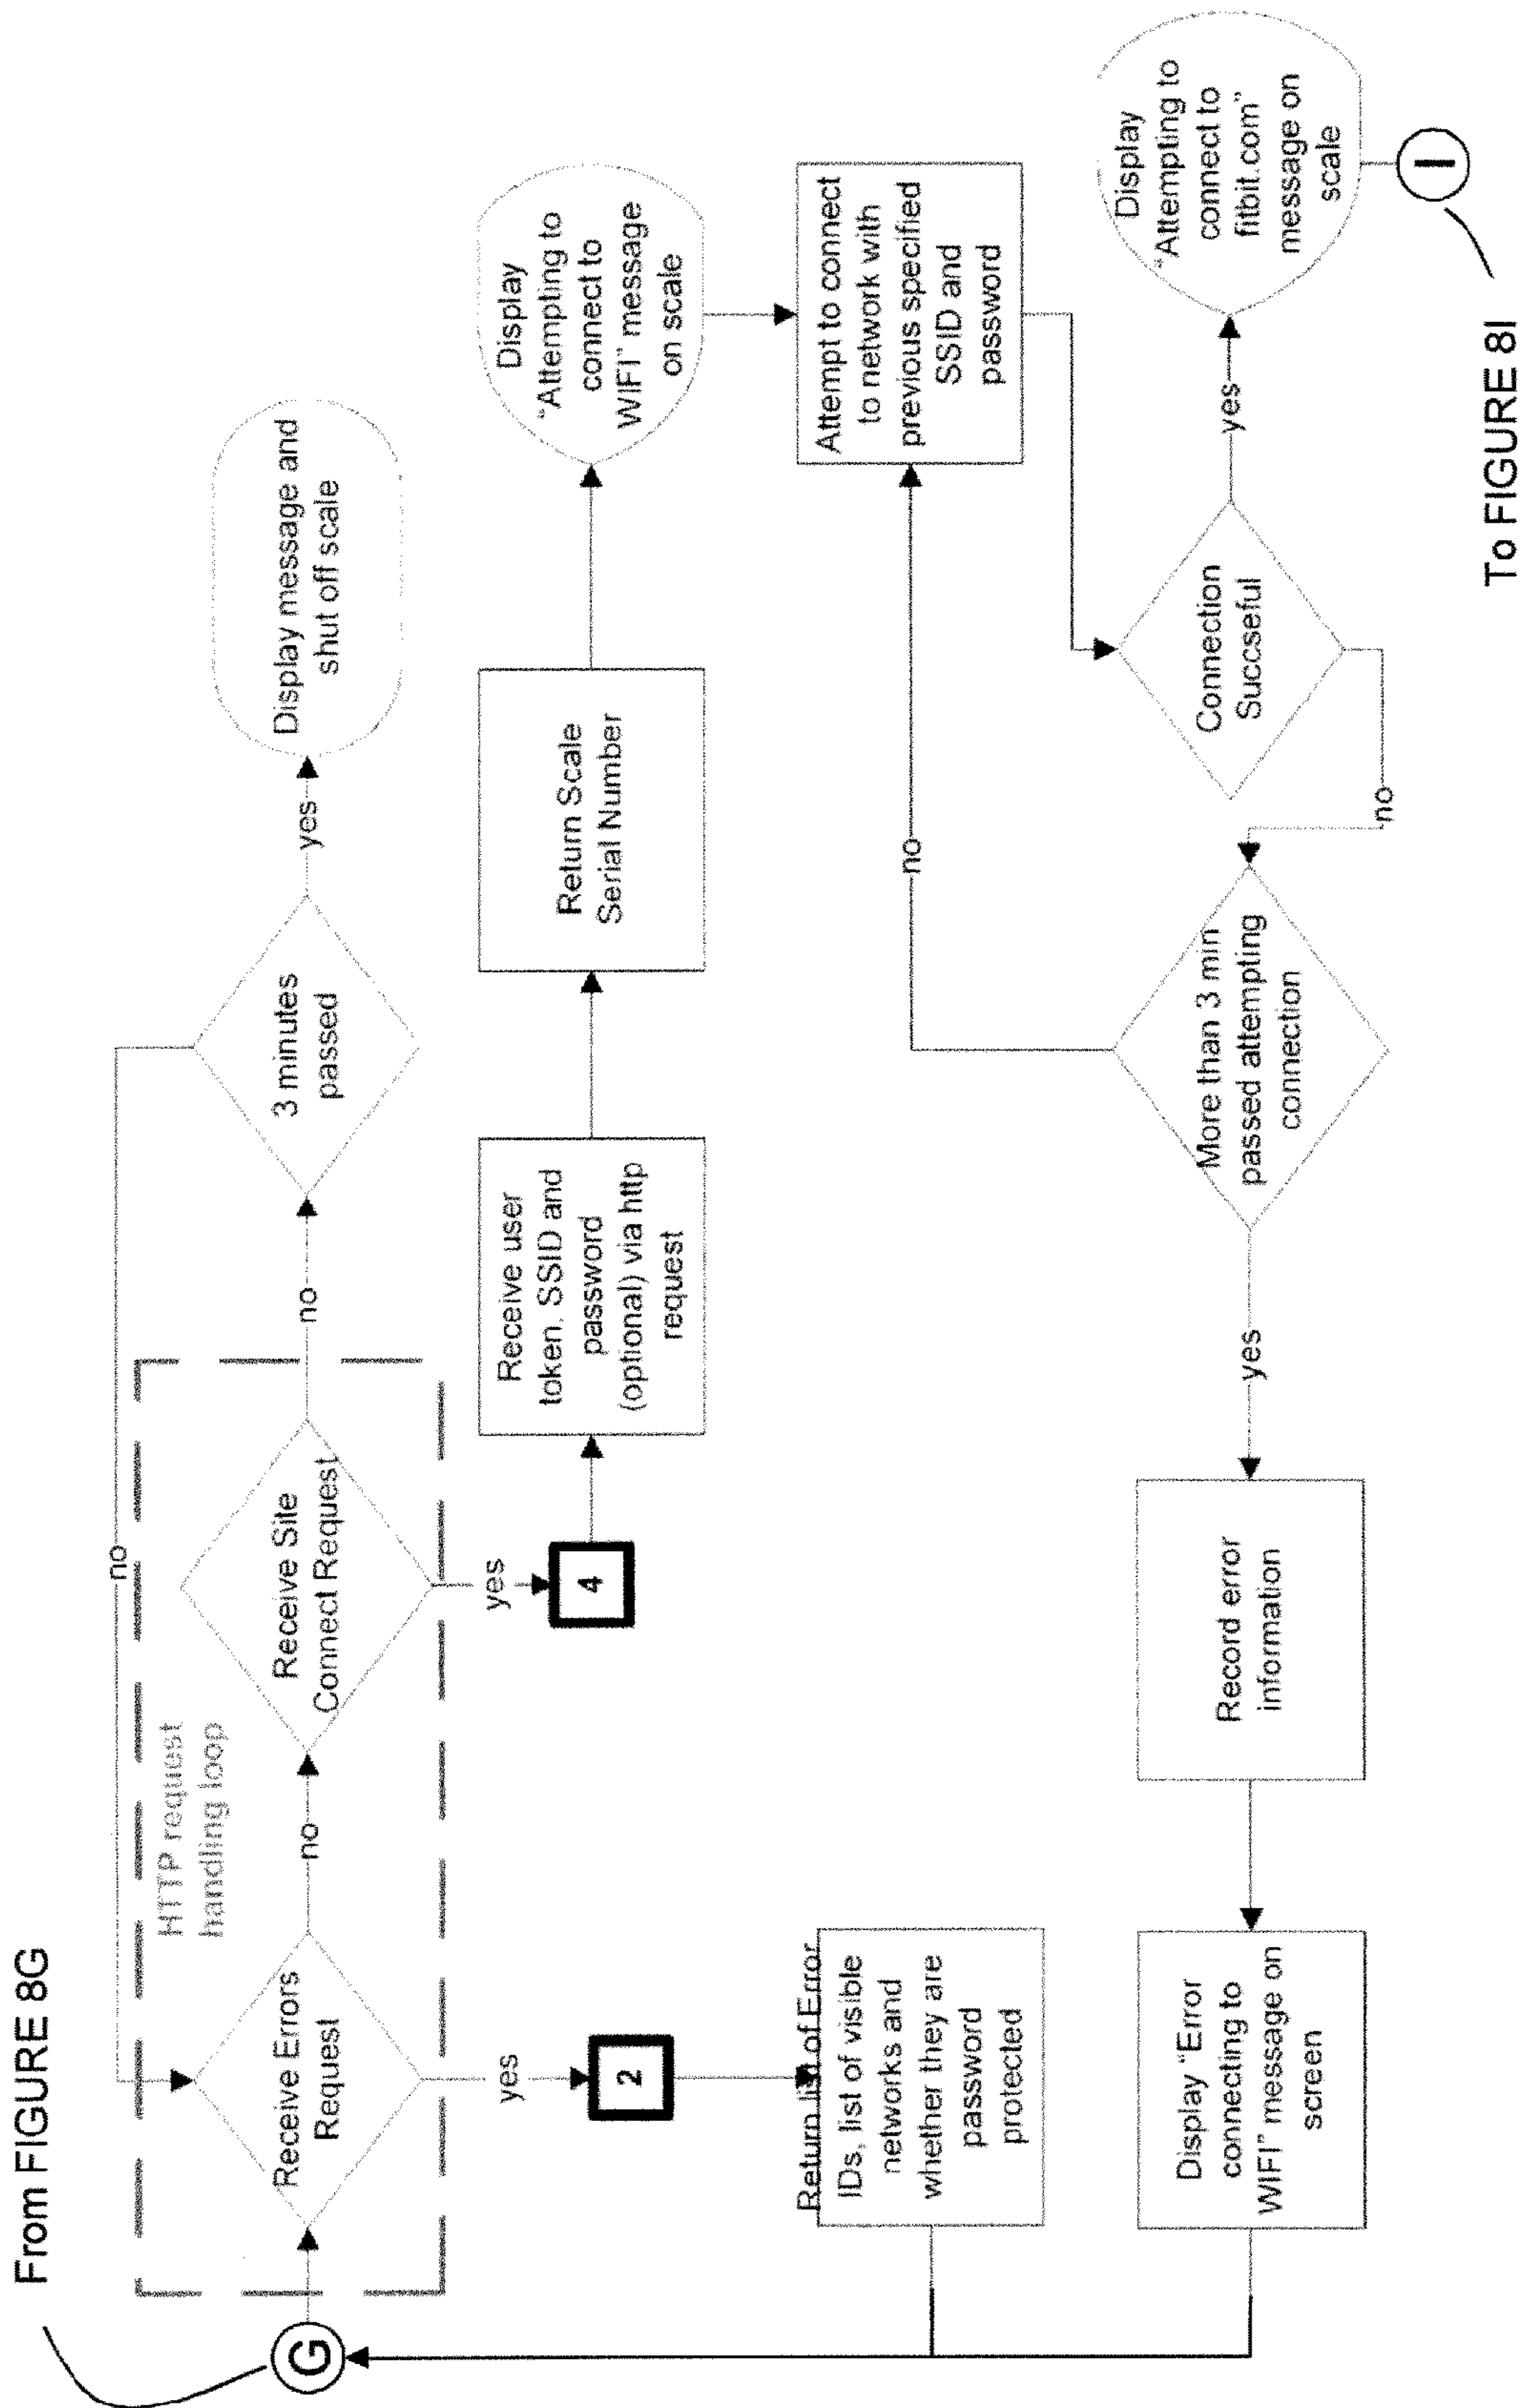 From FIGURE 8G
G
HTTP request
handling loop
Receive Errors
Request
no
Receive Site
Connect Request
no
3 minutes
passed
yes
Display message and
shut off scale
no
yes
2
Return list of Error
IDs, list of visible
networks and
whether they are
password
protected
yes
4
Receive user
token, SSID and
password
(optional) via http
request
Return Scale
Serial Number
Display
"Attempting to
connect to
WIFI" message
on scale
Attempt to connect
to network with
previous specified
SSID and
password
Connection
Succseful
yes
Display
"Attempting to
connect to
fitbit.com"
message on
scale
I
To FIGURE 8I
no
More than 3 min
passed attempting
connection
no
yes
Record error
information
Display "Error
connecting to
WIFI" message on
screen